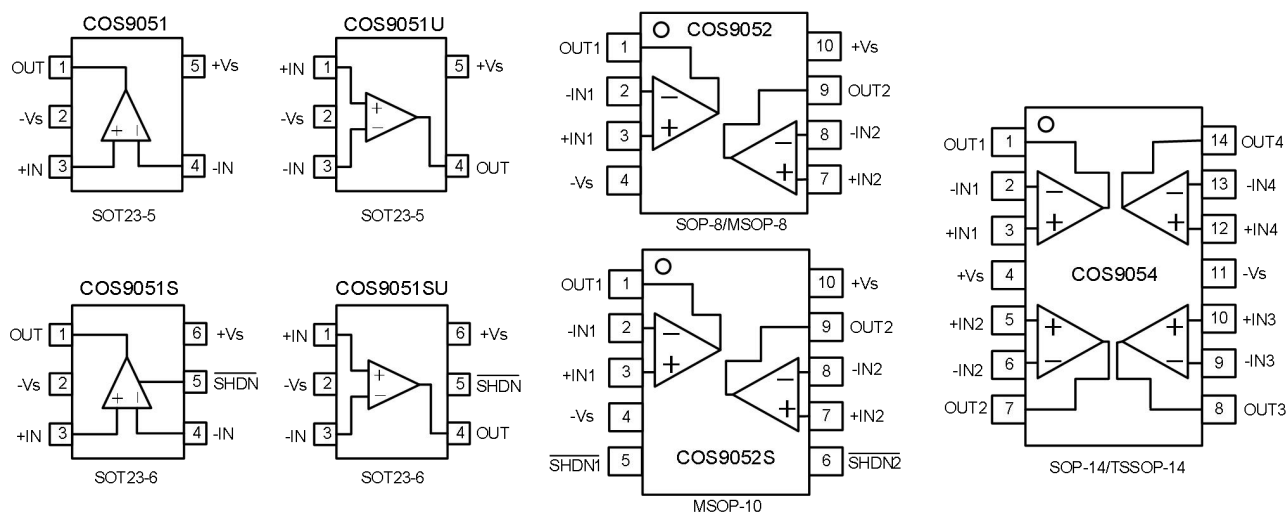 COS9051
OUT 1 5 +Vs
-Vs 2
+ −
+IN 3 4 -IN
SOT23-5
COS9051U
+IN 1 5 +Vs
-Vs 2
+
−
-IN 3 4 OUT
SOT23-5
COS9052
OUT1 1 10 +Vs
-IN1 2 9 OUT2
−
+IN1 3 8 -IN2
+
−
-Vs 4 7 +IN2
+
SOP-8/MSOP-8
COS9051S
OUT 1 6 +Vs
-Vs 2 5 SHDN
+ −
+IN 3 4 -IN
SOT23-6
COS9051SU
+IN 1 6 +Vs
-Vs 2 5 SHDN
+
−
-IN 3 4 OUT
SOT23-6
OUT1 1 10 +Vs
-IN1 2 9 OUT2
−
+IN1 3 8 -IN2
+
−
-Vs 4 7 +IN2
+
SHDN1 5 COS9052S 6 SHDN2
MSOP-10
OUT1 1 14 OUT4
-IN1 2 13 -IN4
− −
+IN1 3 12 +IN4
+ +
+Vs 4 COS9054 11 -Vs
+IN2 5 10 +IN3
+ +
-IN2 6 9 -IN3
− −
OUT2 7 8 OUT3
SOP-14/TSSOP-14